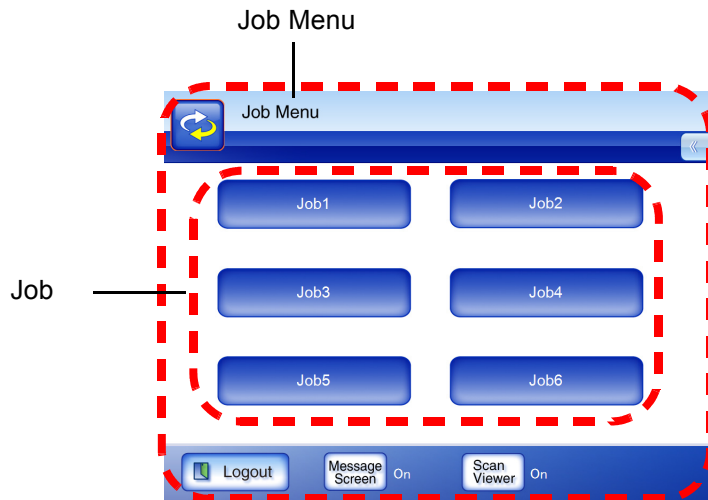 Job Menu
Job Menu
«
Job1 Job2
Job
Job3 Job4
Job5 Job6
Logout Message Screen On Scan Viewer On